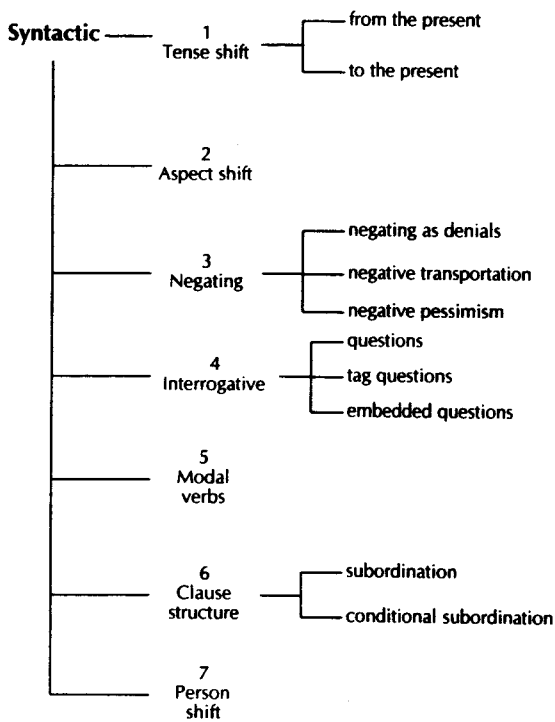 Syntactic
1
Tense shift
from the present
to the present
2
Aspect shift
3
Negating
negating as denials
negative transportation
negative pessimism
4
Interrogative
questions
tag questions
embedded questions
5
Modal
verbs
6
Clause
structure
subordination
conditional subordination
7
Person
shift